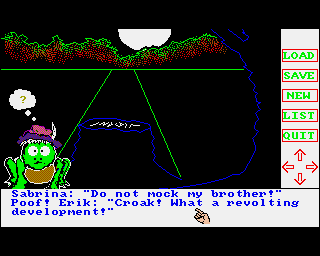 LOAD
SAVE
NEW
LIST
QUIT
?
Sabrina: "Do not mock my brother!"
Poof! Erik: "Croak! What a revolting
development!"